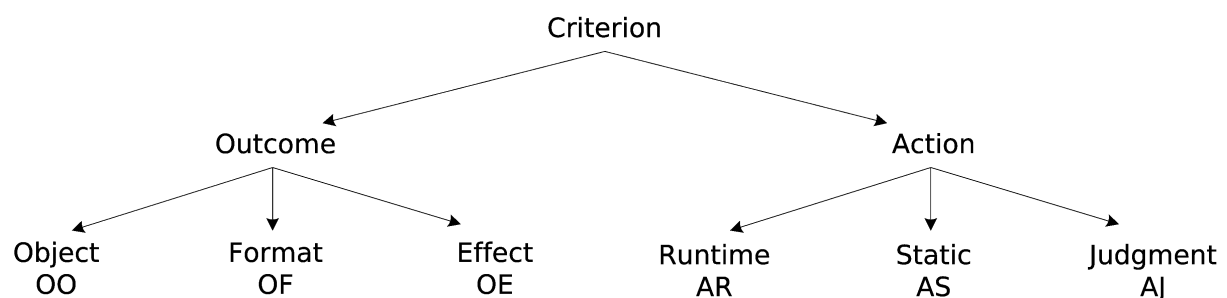 Criterion
Outcome
Action
Object
OO
Format
OF
Effect
OE
Runtime
AR
Static
AS
Judgment
AJ